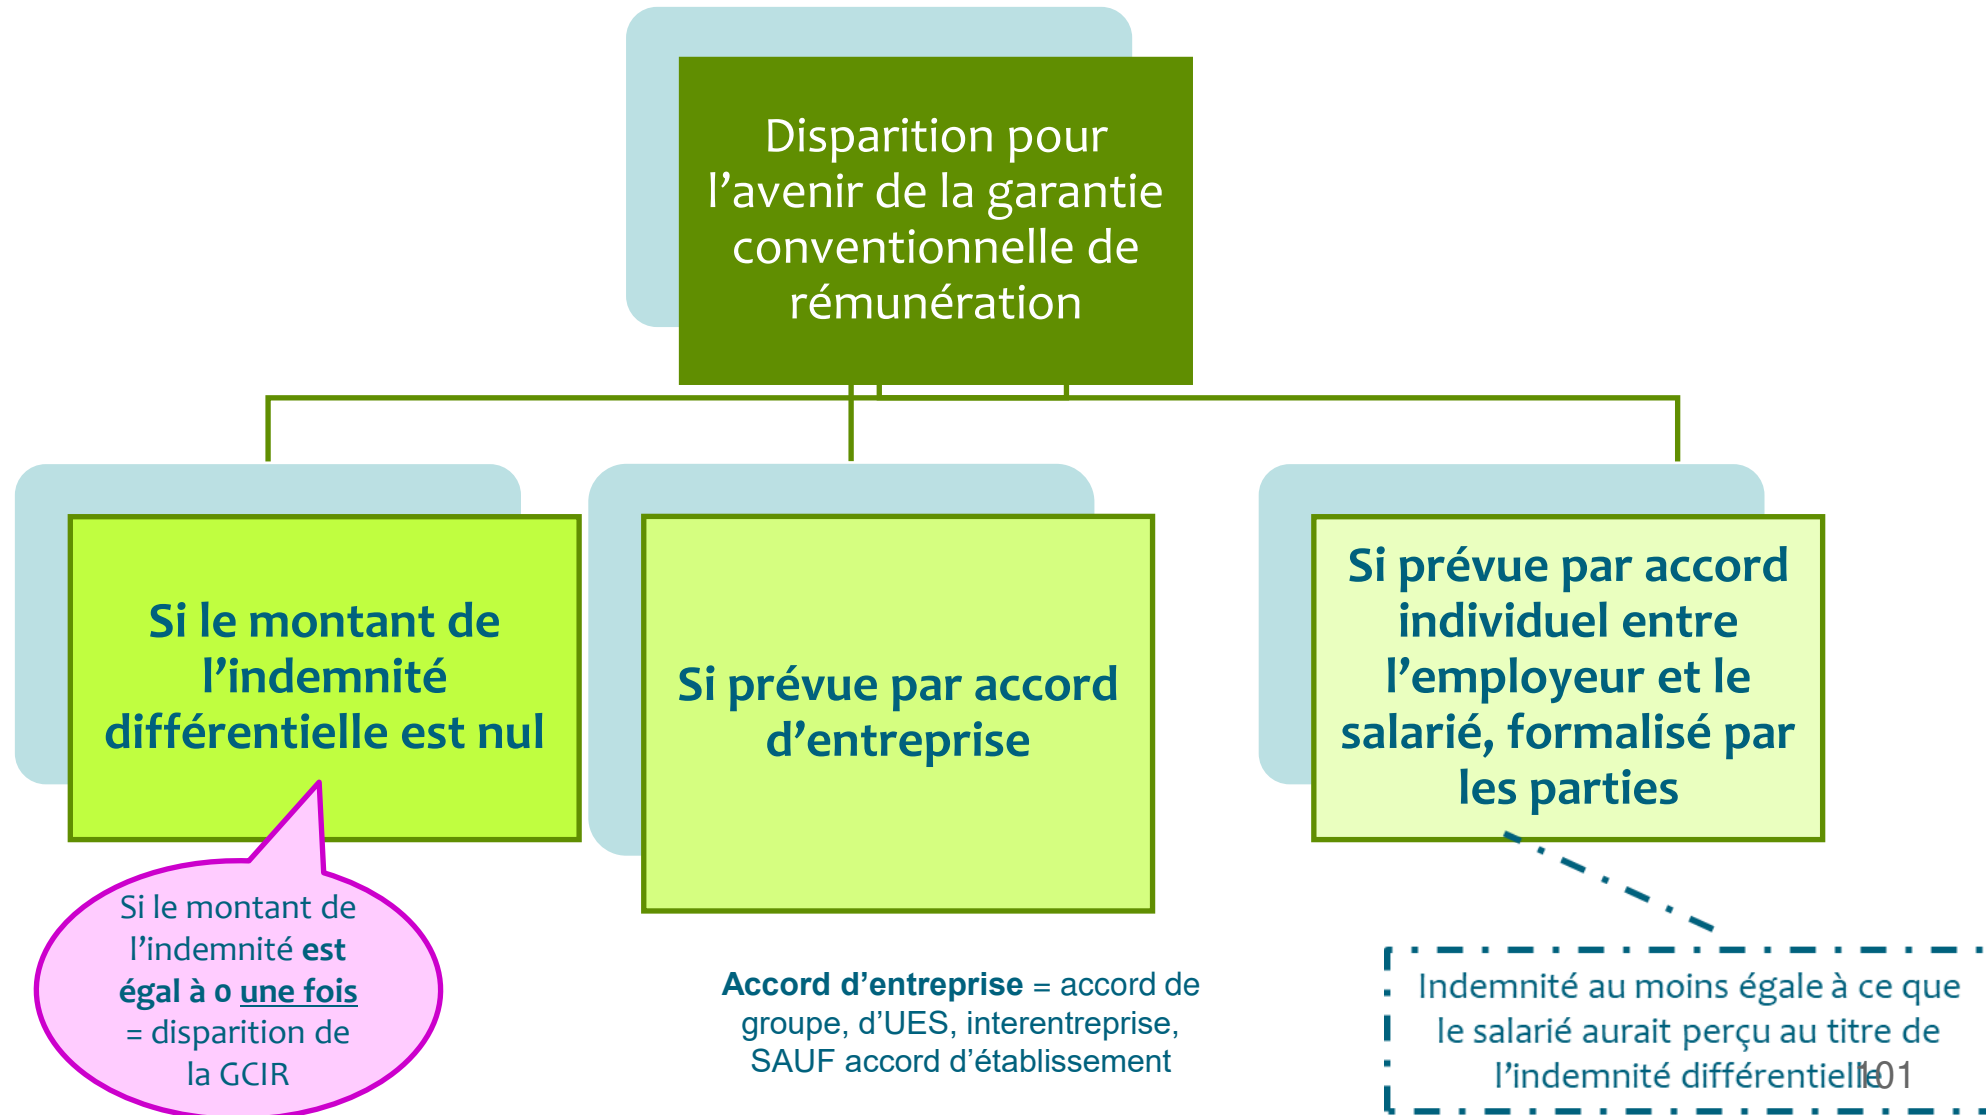 Disparition pour
l’avenir de la garantie
conventionnelle de
rémunération
Si le montant de
l’indemnité
différentielle est nul
Si prévue par accord
d’entreprise
Si prévue par accord
individuel entre
l’employeur et le
salarié, formalisé par
les parties
Si le montant de
l’indemnité est
égal à 0 une fois
= disparition de
la GCIR
Accord d’entreprise = accord de
groupe, d’UES, interentreprise,
SAUF accord d’établissement
Indemnité au moins égale à ce que
le salarié aurait perçu au titre de
l’indemnité différentielle
101